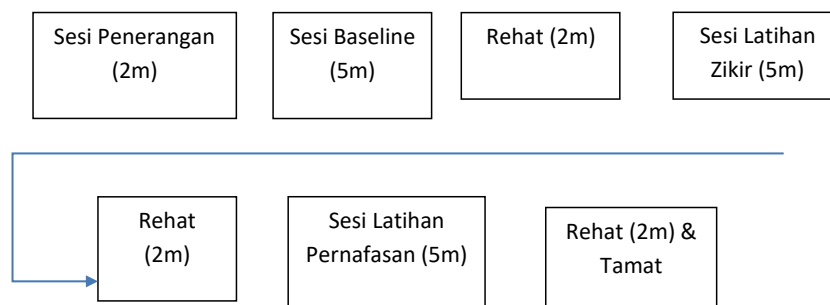 Sesi Penerangan
(2m)
Sesi Baseline
(5m)
Rehat (2m)
Sesi Latihan
Zikir (5m)
Rehat
(2m)
Sesi Latihan
Pernafasan (5m)
Rehat (2m) &
Tamat